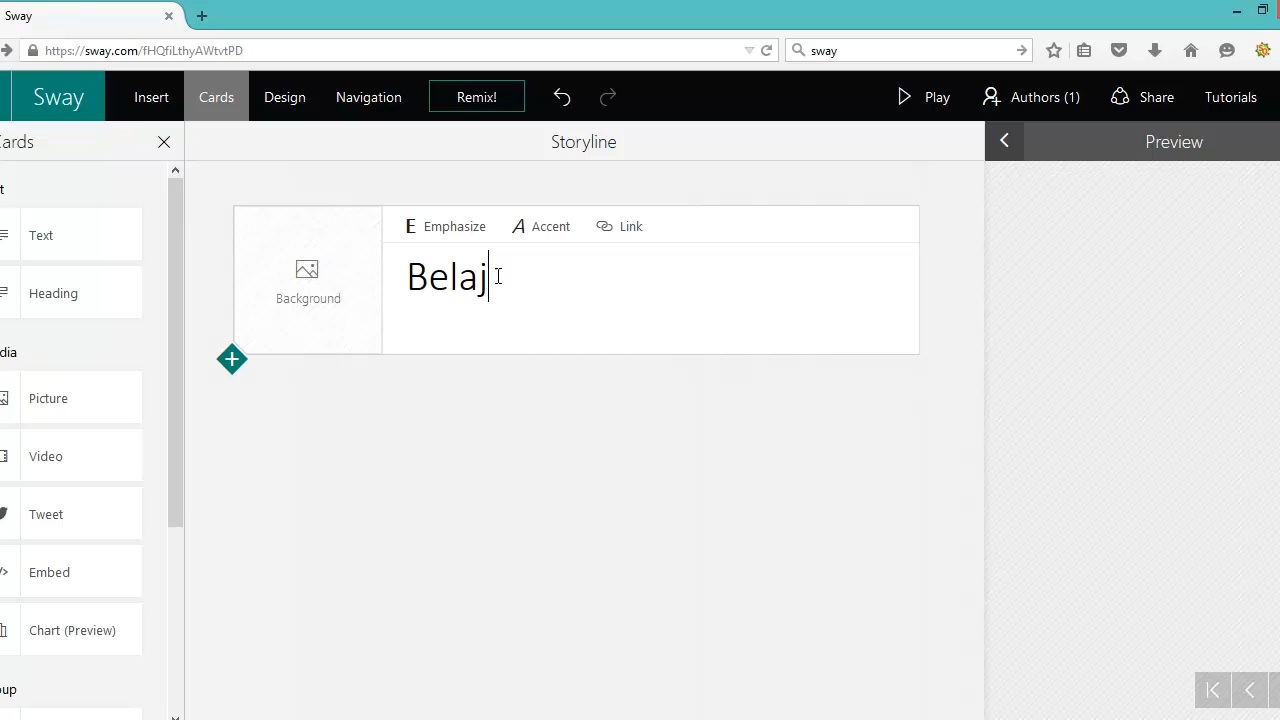 Sway
https://sway.com/fHQfiLthyAWtvtPD
sway
Sway
Insert
Cards
Design
Navigation
Remix!
Play
Authors (1)
Share
Tutorials
ards
Storyline
Preview
t
Text
Heading
dia
Picture
Video
Tweet
Embed
Chart (Preview)
oup
Background
E Emphasize
A Accent
Link
Belaj